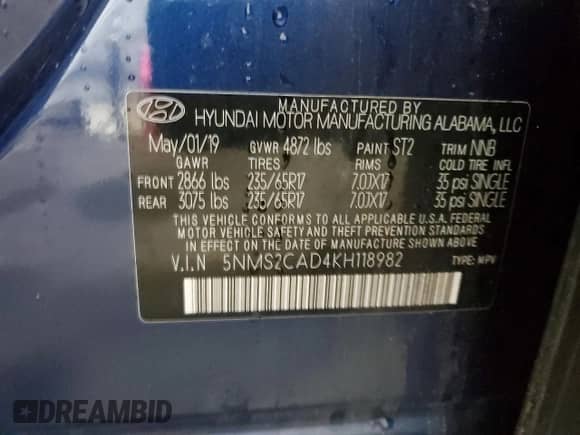 MANUFACTURED BY
HYUNDAI MOTOR MANUFACTURING ALABAMA, LLC
May/01/19 GVWR 4872 lbs PAINT ST2 TRIM NNB
GAWR TIRES RIMS COLD TIRE INFL
FRONT 2866 lbs 235/65R17 7.0JX17 35 psi SINGLE
REAR 3075 lbs 235/65R17 7.0JX17 35 psi SINGLE
THIS VEHICLE CONFORMS TO ALL APPLICABLE U.S.A. FEDERAL
MOTOR VEHICLE SAFETY AND THEFT PREVENTION STANDARDS
IN EFFECT ON THE DATE OF MANUFACTURE SHOWN ABOVE.
V.I.N 5NMS2CAD4KH118982 TYPE: MPV
DREAMBID